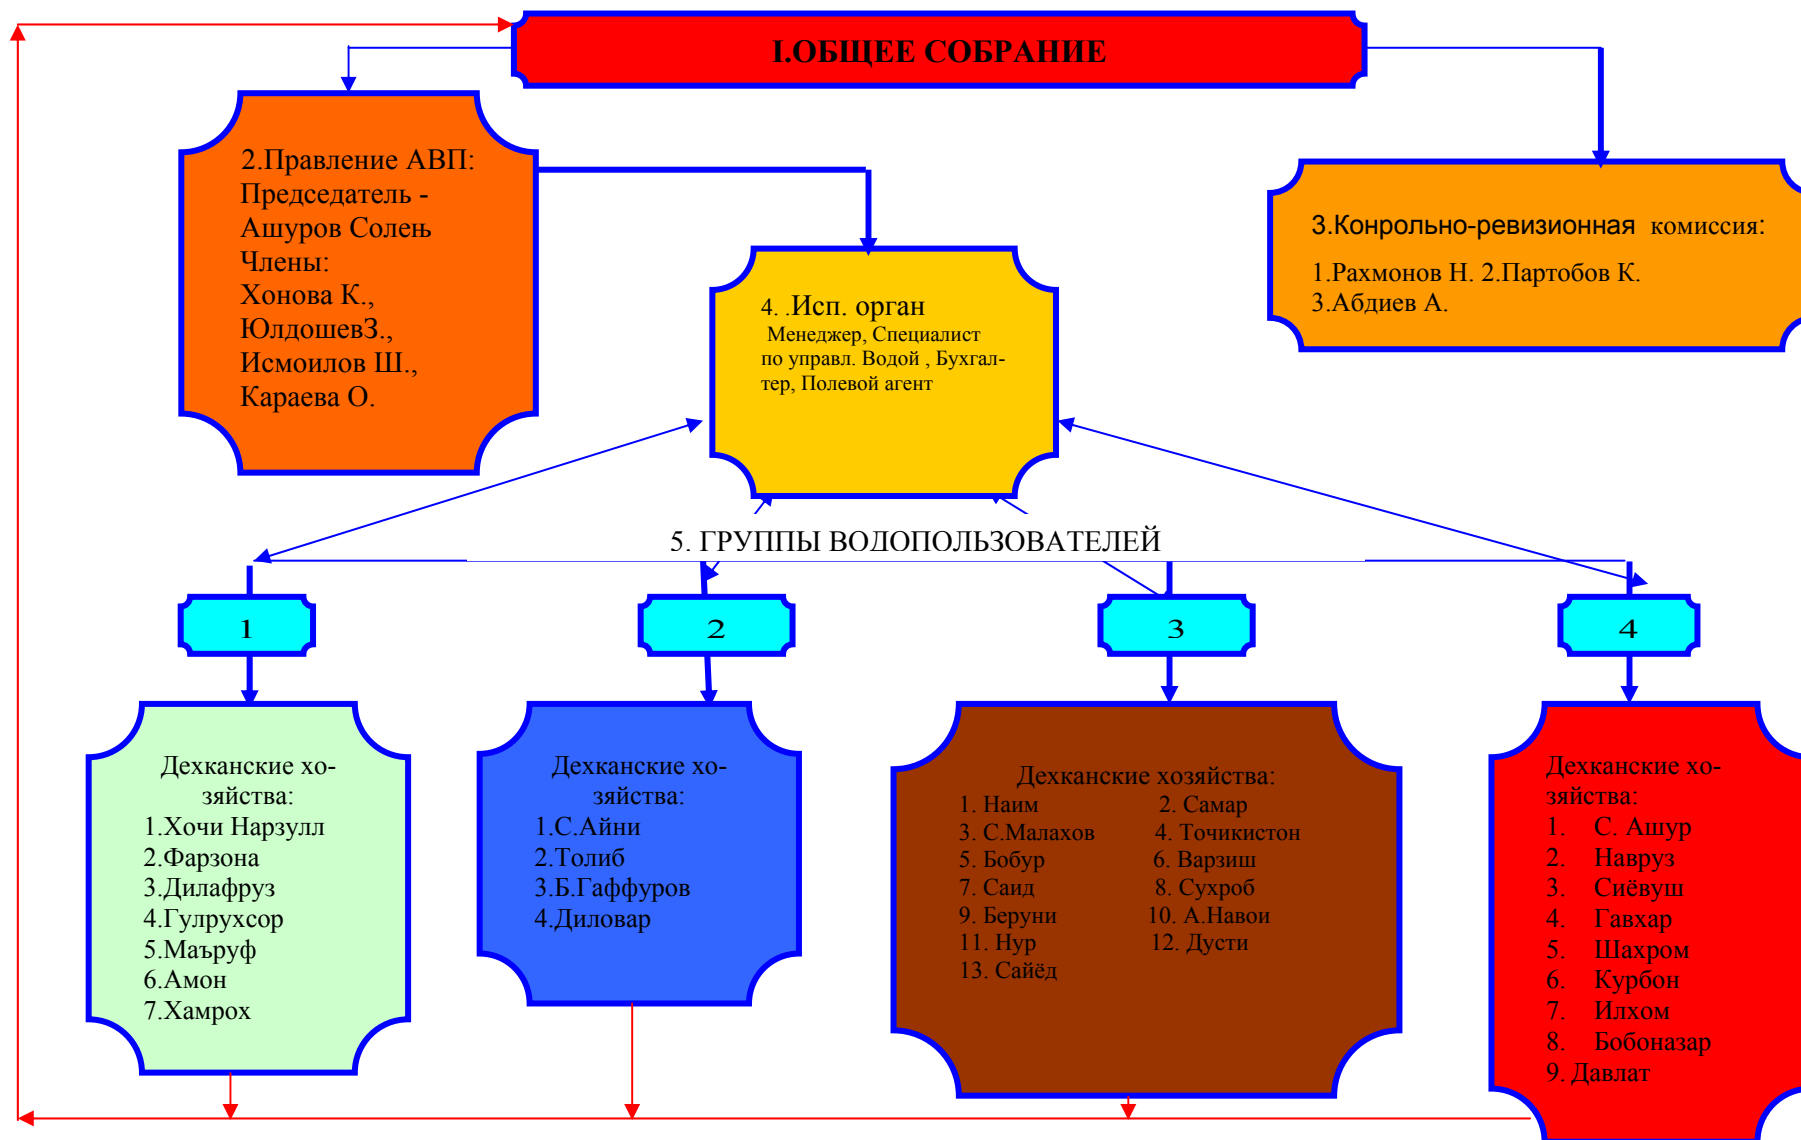 I.ОБЩЕЕ СОБРАНИЕ
2.Правление АВП:
Председатель -
Ашуров Солењ
Члены:
Хонова К.,
ЮлдошевЗ.,
Исмоилов Ш.,
Караева О.
3.Конрольно-ревизионная комиссия:
1.Рахмонов Н. 2.Партобов К.
3.Абдиев А.
4. .Исп. орган
Менеджер, Специалист
по управл. Водой , Бухгал-
тер, Полевой агент
5. ГРУППЫ ВОДОПОЛЬЗОВАТЕЛЕЙ
1
2
3
4
Дехканские хо-
зяйства:
1.Хочи Нарзулл
2.Фарзона
3.Дилафруз
4.Гулрухсор
5.Маъруф
6.Амон
7.Хамрох
Дехканские хо-
зяйства:
1.С.Айни
2.Толиб
3.Б.Гаффуров
4.Диловар
Дехканские хозяйства:
1. Наим 2. Самар
3. С.Малахов 4. Точикистон
5. Бобур 6. Варзиш
7. Саид 8. Сухроб
9. Беруни 10. А.Навои
11. Нур 12. Дусти
13. Сайёд
Дехканские хо-
зяйства:
1. С. Ашур
2. Навруз
3. Сиёвуш
4. Гавхар
5. Шахром
6. Курбон
7. Илхом
8. Бобоназар
9. Давлат